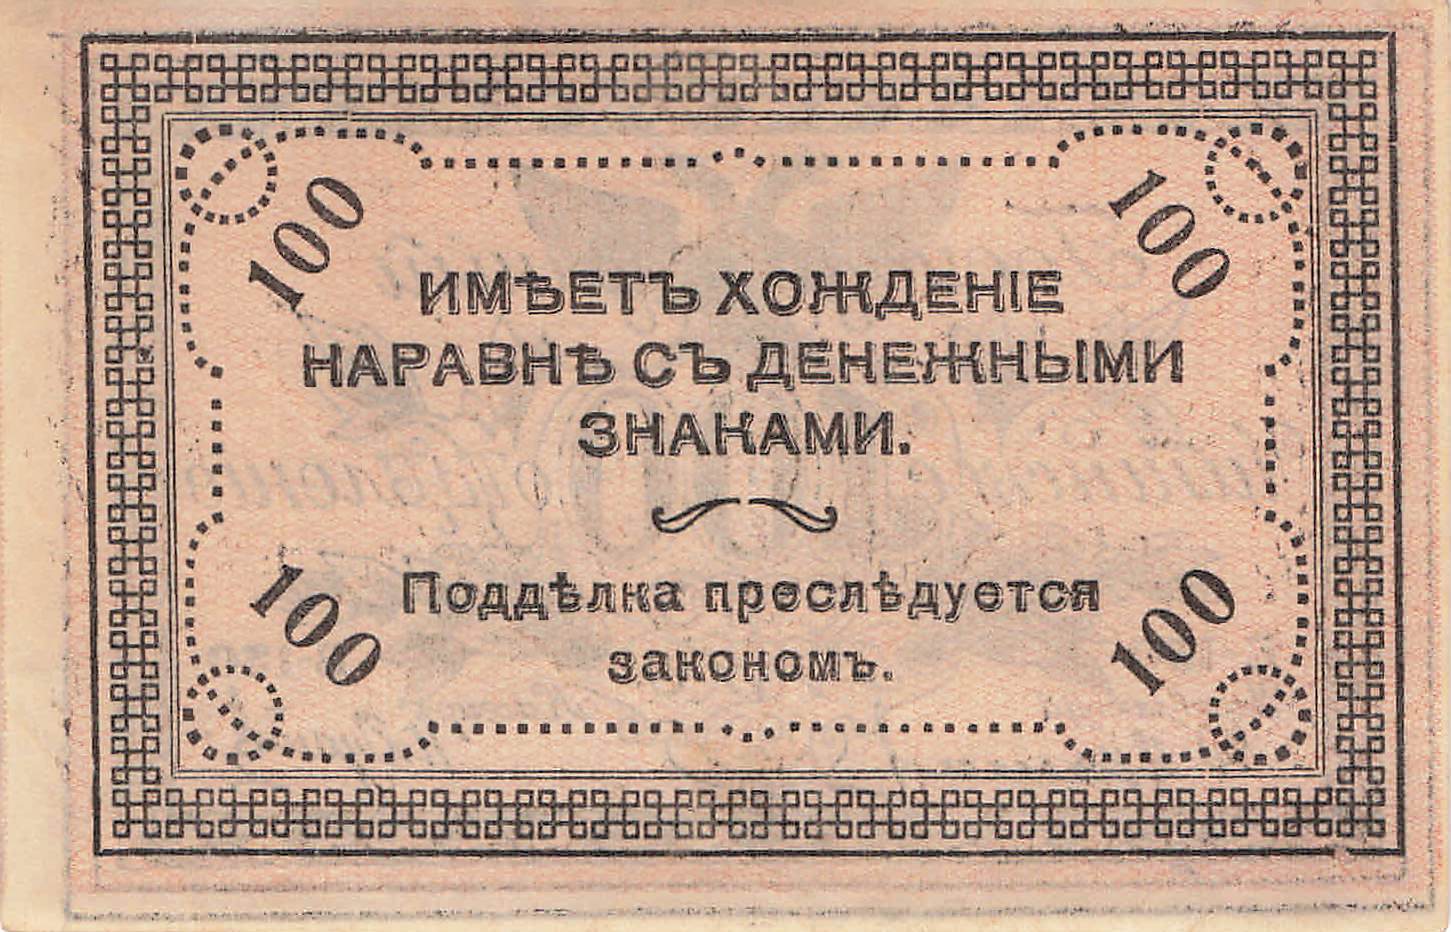 100 100
ИМѢЕТЪ ХОЖДЕНІЕ
НАРАВНѢ СЪ ДЕНЕЖНЫМИ
ЗНАКАМИ.
Поддѣлка преслѣдуется
закономъ.
100 100